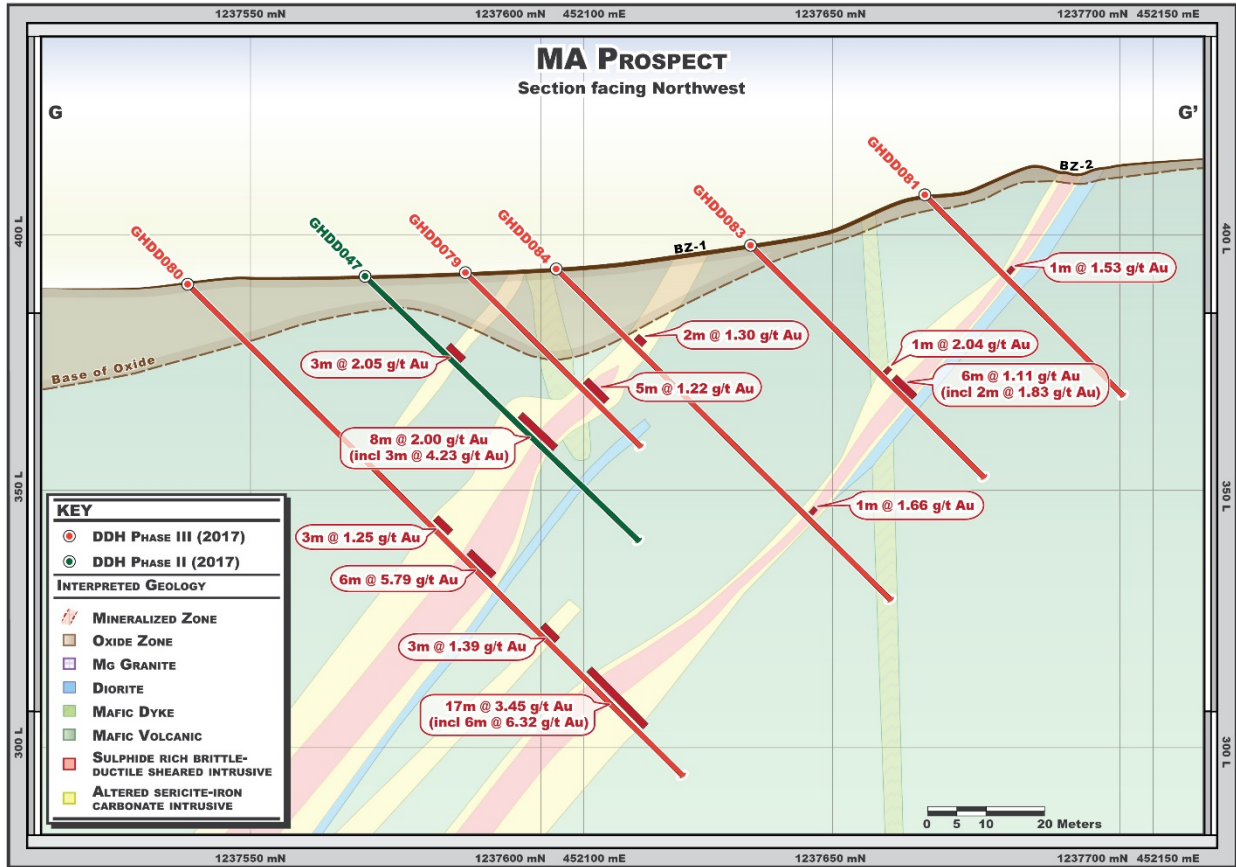 1237550 mN
1237600 mN
452100 mE
1237650 mN
1237700 mN
452150 mE
MA PROSPECT
Section facing Northwest
G
G'
GHDD080
GHDD047
GHDD079
GHDD084
GHDD083
GHDD081
BZ-1
BZ-2
400 L
400 L
Base of Oxide
1m @ 1.53 g/t Au
2m @ 1.30 g/t Au
1m @ 2.04 g/t Au
3m @ 2.05 g/t Au
5m @ 1.22 g/t Au
6m @ 1.11 g/t Au
(incl 2m @ 1.83 g/t Au)
8m @ 2.00 g/t Au
(incl 3m @ 4.23 g/t Au)
350 L
350 L
1m @ 1.66 g/t Au
3m @ 1.25 g/t Au
6m @ 5.79 g/t Au
3m @ 1.39 g/t Au
17m @ 3.45 g/t Au
(incl 6m @ 6.32 g/t Au)
300 L
300 L
KEY
DDH PHASE III (2017)
DDH PHASE II (2017)
INTERPRETED GEOLOGY
MINERALIZED ZONE
OXIDE ZONE
MG GRANITE
DIORITE
MAFIC DYKE
MAFIC VOLCANIC
SULPHIDE RICH BRITTLE-
DUCTILE SHEARED INTRUSIVE
ALTERED SERICITE-IRON
CARBONATE INTRUSIVE
0 5 10 20 Meters
1237550 mN
1237600 mN
452100 mE
1237650 mN
1237700 mN
452150 mE